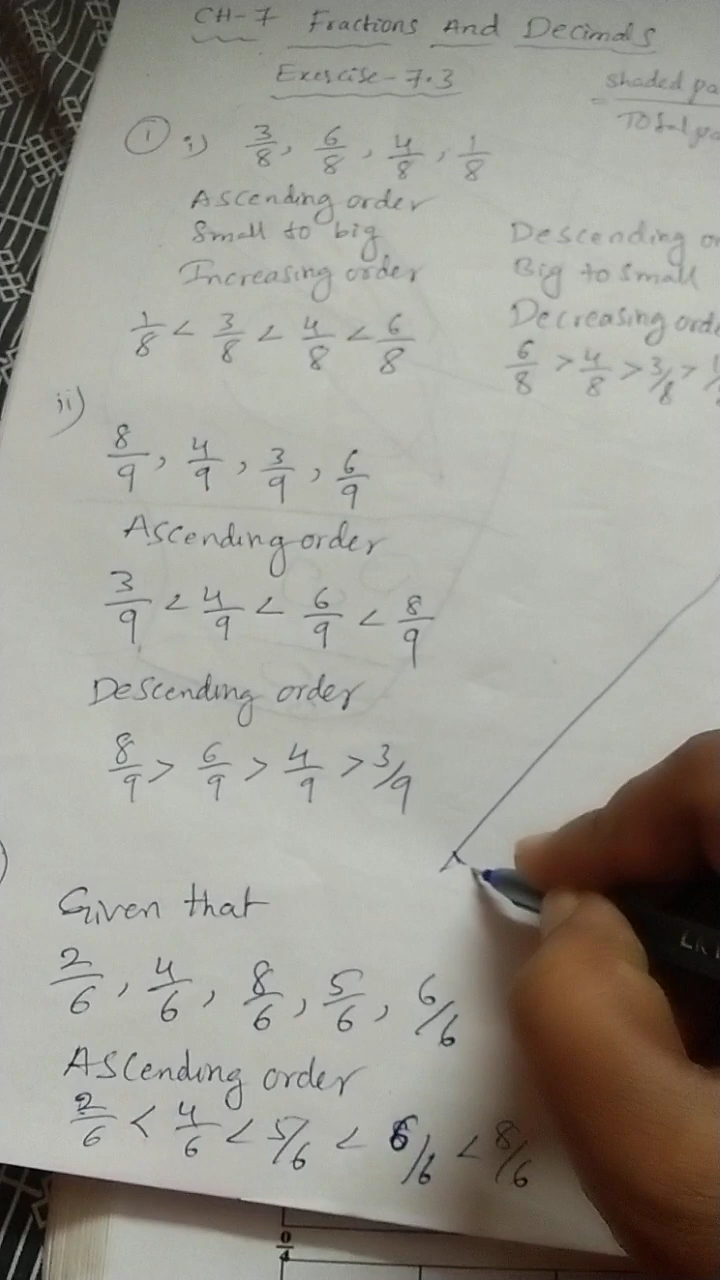 CH-7 Fractions And Decimals
Exercise-7.3
shaded
① i) 3/8, 6/8, 4/8, 1/8
Ascending order
Small to big
Increasing order
1/8 < 3/8 < 4/8 < 6/8
Descending
Big to small
Decreasing
6/8 > 4/8 > 3/8 >
ii)
8/9, 4/9, 3/9, 6/9
Ascending order
3/9 < 4/9 < 6/9 < 8/9
Descending order
8/9 > 6/9 > 4/9 > 3/9
Given that
2/6, 4/6, 8/6, 5/6, 6/6
Ascending order
2/6 < 4/6 < 5/6 < 6/6 < 8/6
0/4